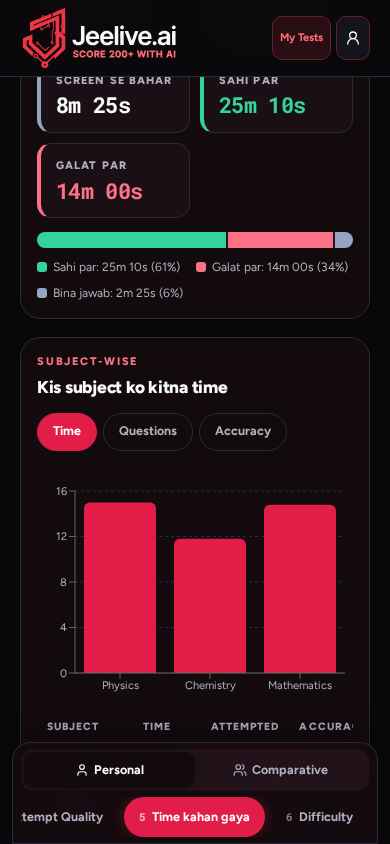 Jeelive.ai
SCORE 200+ WITH AI
My Tests
SCREEN SE BAHAR
8m 25s
SAHI PAR
25m 10s
GALAT PAR
14m 00s
Sahi par: 25m 10s (61%)
Galat par: 14m 00s (34%)
Bina jawab: 2m 25s (6%)
SUBJECT-WISE
Kis subject ko kitna time
Time
Questions
Accuracy
16
12
8
4
0
Physics
Chemistry
Mathematics
SUBJECT TIME ATTEMPTED ACCURA
Personal
Comparative
tempt Quality
5 Time kahan gaya
6 Difficulty